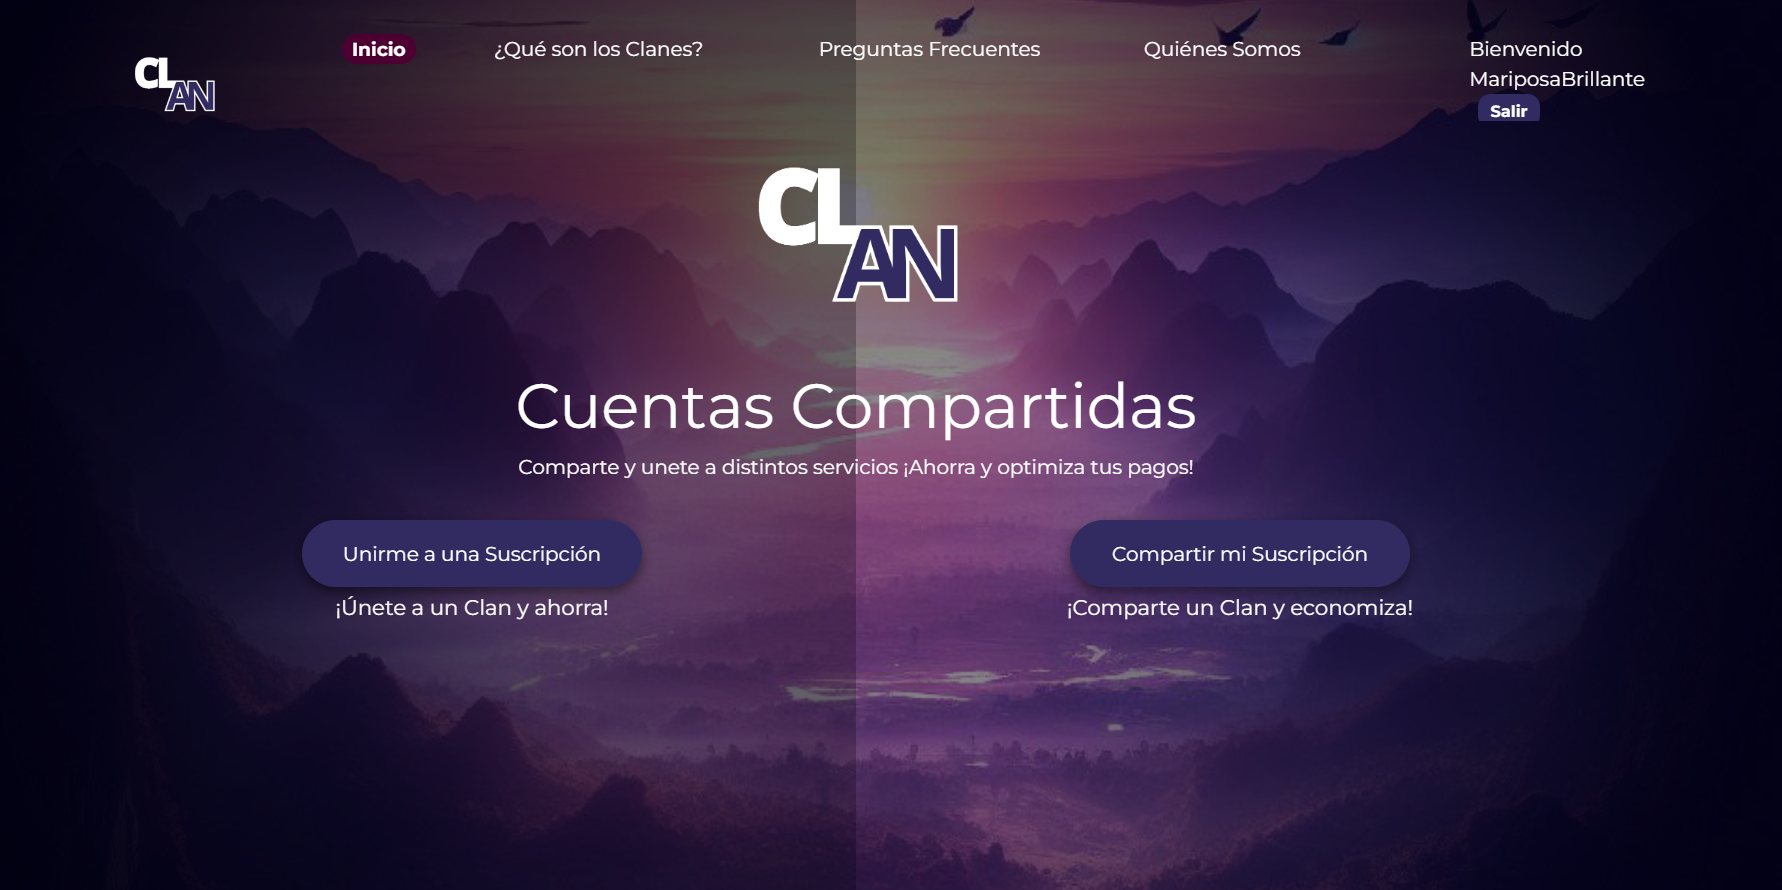 CLAN
Inicio
¿Qué son los Clanes?
Preguntas Frecuentes
Quiénes Somos
Bienvenido
MariposaBrillante
Salir
CLAN
Cuentas Compartidas
Comparte y unete a distintos servicios ¡Ahorra y optimiza tus pagos!
Unirme a una Suscripción
¡Únete a un Clan y ahorra!
Compartir mi Suscripción
¡Comparte un Clan y economiza!